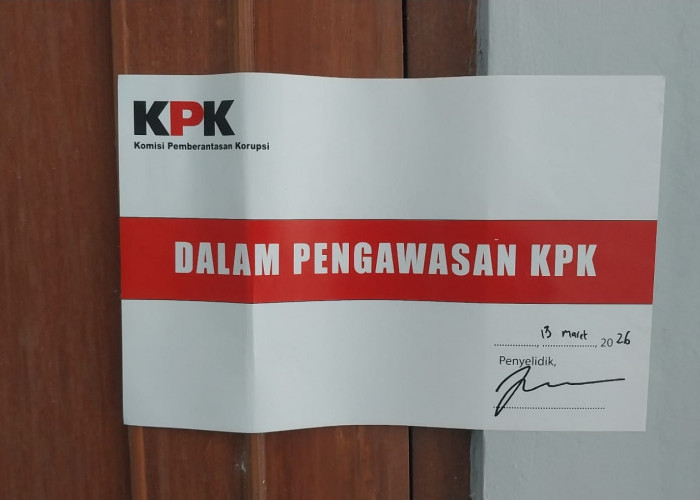 KPK
Komisi Pemberantasan Korupsi
DALAM PENGAWASAN KPK
..............., 13 maret, 2026
Penyelidik,